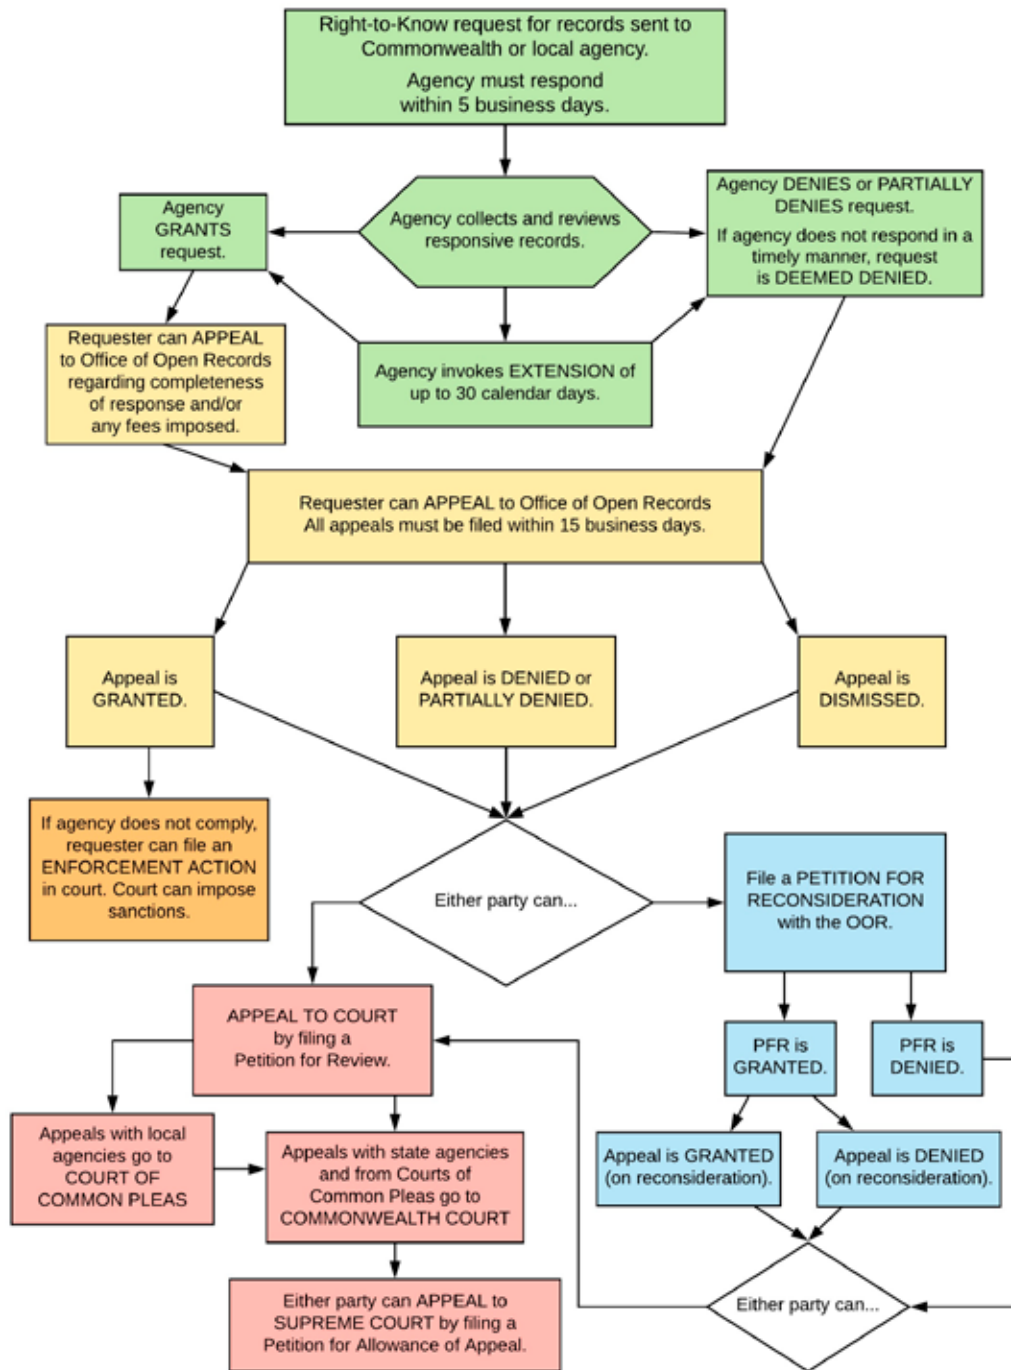 Right-to-Know request for records sent to
Commonwealth or local agency.
Agency must respond
within 5 business days.
Agency
GRANTS
request.
Agency collects and reviews
responsive records.
Agency DENIES or PARTIALLY
DENIES request.
If agency does not respond in a
timely manner, request
is DEEMED DENIED.
Requester can APPEAL
to Office of Open Records
regarding completeness
of response and/or
any fees imposed.
Agency invokes EXTENSION of
up to 30 calendar days.
Requester can APPEAL to Office of Open Records
All appeals must be filed within 15 business days.
Appeal is
GRANTED.
Appeal is DENIED or
PARTIALLY DENIED.
Appeal is
DISMISSED.
If agency does not comply,
requester can file an
ENFORCEMENT ACTION
in court. Court can impose
sanctions.
Either party can...
File a PETITION FOR
RECONSIDERATION
with the OOR.
APPEAL TO COURT
by filing a
Petition for Review.
PFR is
GRANTED.
PFR is
DENIED.
Appeals with local
agencies go to
COURT OF
COMMON PLEAS
Appeals with state agencies
and from Courts of
Common Pleas go to
COMMONWEALTH COURT
Appeal is GRANTED
(on reconsideration).
Appeal is DENIED
(on reconsideration).
Either party can APPEAL to
SUPREME COURT by filing a
Petition for Allowance of Appeal.
Either party can...